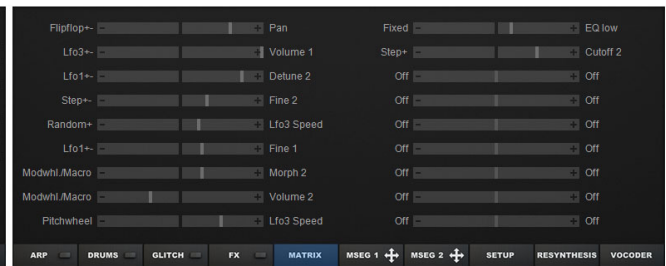 Flipflop+- - + Pan Fixed - + EQ low
Lfo3+- - + Volume 1 Step+ - + Cutoff 2
Lfo1+- - + Detune 2 Off - + Off
Step+- - + Fine 2 Off - + Off
Random+ - + Lfo3 Speed Off - + Off
Lfo1+- - + Fine 1 Off - + Off
Modwhl./Macro - + Morph 2 Off - + Off
Modwhl./Macro - + Volume 2 Off - + Off
Pitchwheel - + Lfo3 Speed Off - + Off
ARP DRUMS GLITCH FX MATRIX MSEG 1 MSEG 2 SETUP RESYNTHESIS VOCODER